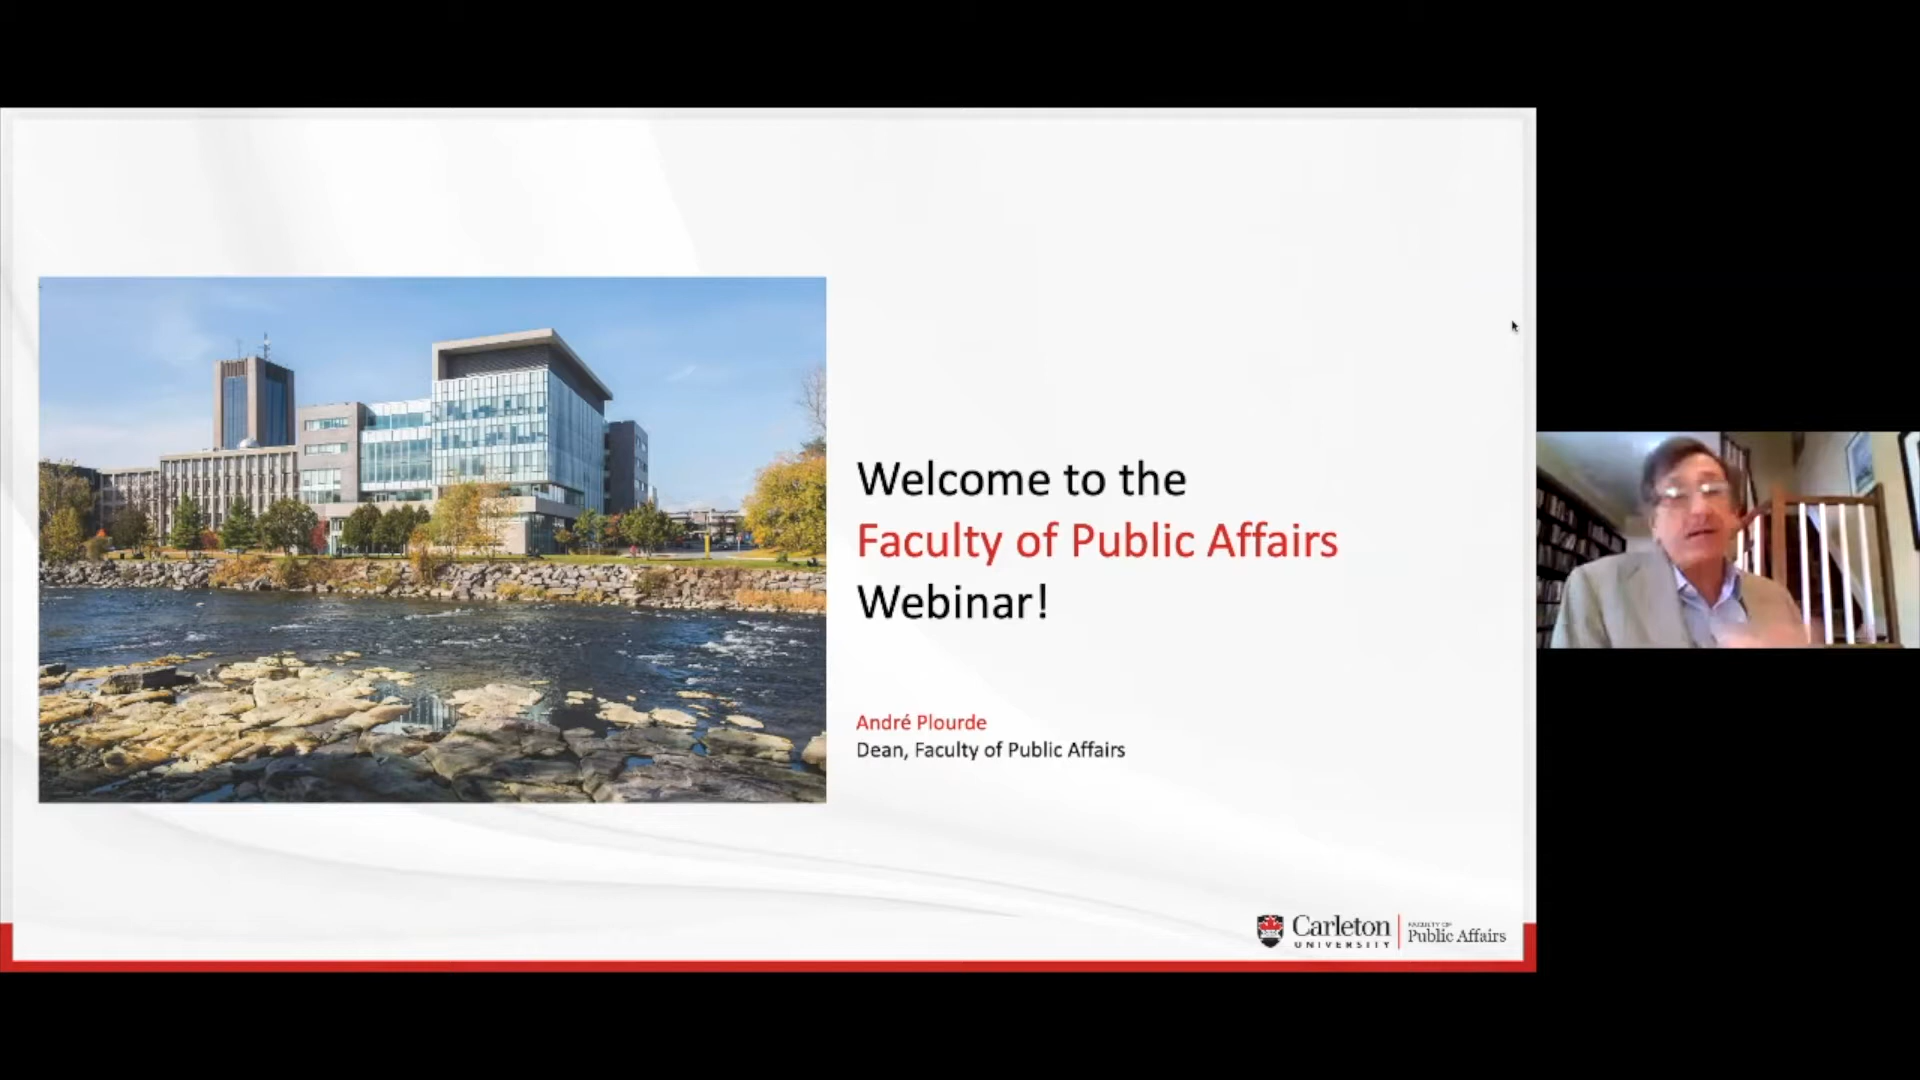 Welcome to the
Faculty of Public Affairs
Webinar!
André Plourde
Dean, Faculty of Public Affairs
Carleton
UNIVERSITY
FACULTY OF
Public Affairs